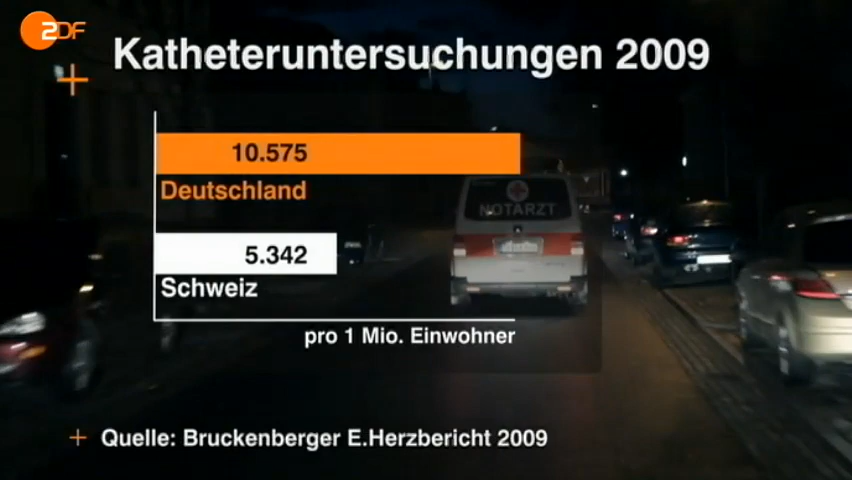 ZDF
Katheteruntersuchungen 2009
10.575
Deutschland
NOTARZT
5.342
Schweiz
pro 1 Mio. Einwohner
Quelle: Bruckenberger E.Herzbericht 2009